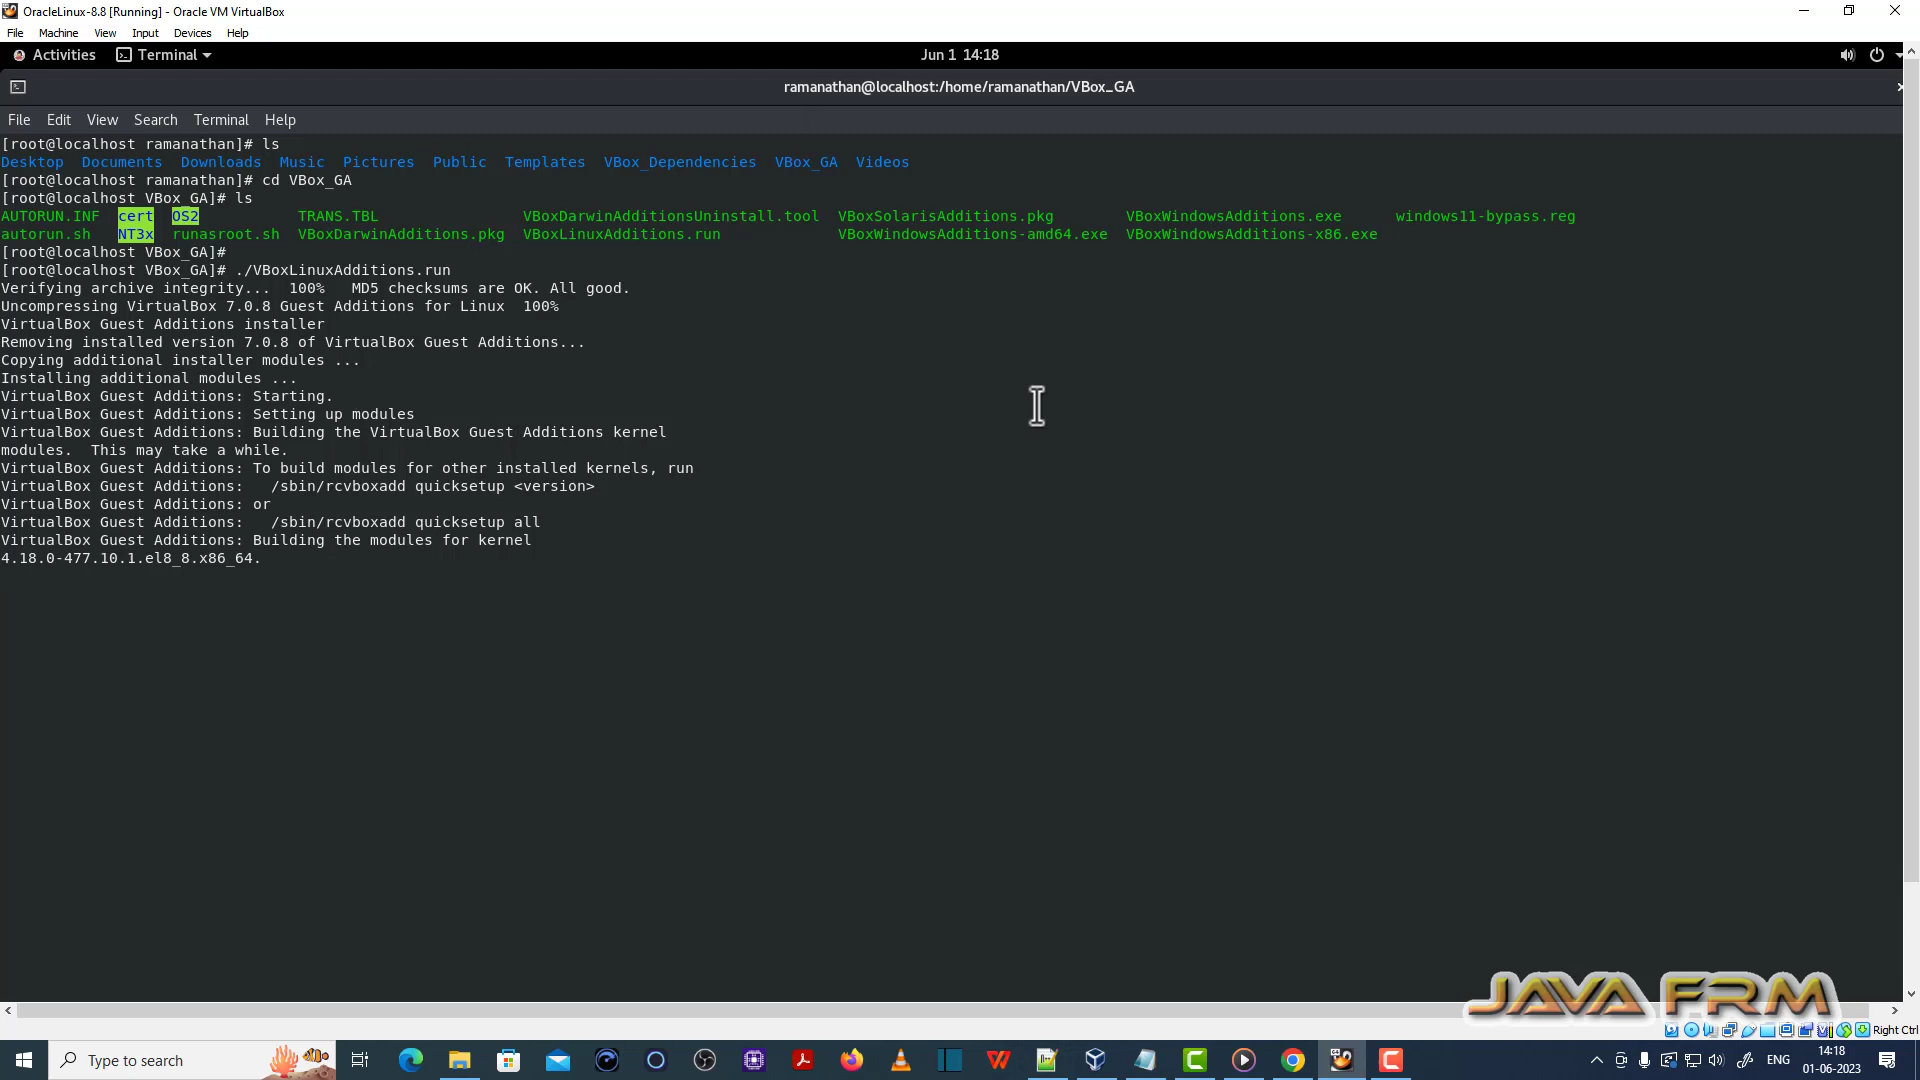 OracleLinux-8.8 [Running] - Oracle VM VirtualBox
File Machine View Input Devices Help
Activities Terminal Jun 1 14:18
ramanathan@localhost:/home/ramanathan/VBox_GA
File Edit View Search Terminal Help
[root@localhost ramanathan]# ls
Desktop Documents Downloads Music Pictures Public Templates VBox_Dependencies VBox_GA Videos
[root@localhost ramanathan]# cd VBox_GA
[root@localhost VBox_GA]# ls
AUTORUN.INF cert OS2 TRANS.TBL VBoxDarwinAdditionsUninstall.tool VBoxSolarisAdditions.pkg VBoxWindowsAdditions.exe windows11-bypass.reg
autorun.sh NT3x runasroot.sh VBoxDarwinAdditions.pkg VBoxLinuxAdditions.run VBoxWindowsAdditions-amd64.exe VBoxWindowsAdditions-x86.exe
[root@localhost VBox_GA]#
[root@localhost VBox_GA]# ./VBoxLinuxAdditions.run
Verifying archive integrity... 100% MD5 checksums are OK. All good.
Uncompressing VirtualBox 7.0.8 Guest Additions for Linux 100%
VirtualBox Guest Additions installer
Removing installed version 7.0.8 of VirtualBox Guest Additions...
Copying additional installer modules ...
Installing additional modules ...
VirtualBox Guest Additions: Starting.
VirtualBox Guest Additions: Setting up modules
VirtualBox Guest Additions: Building the VirtualBox Guest Additions kernel
modules. This may take a while.
VirtualBox Guest Additions: To build modules for other installed kernels, run
VirtualBox Guest Additions: /sbin/rcvboxadd quicksetup <version>
VirtualBox Guest Additions: or
VirtualBox Guest Additions: /sbin/rcvboxadd quicksetup all
VirtualBox Guest Additions: Building the modules for kernel
4.18.0-477.10.1.el8_8.x86_64.
JAVA FRM
Right Ctrl
Type to search
ENG
14:18
01-06-2023